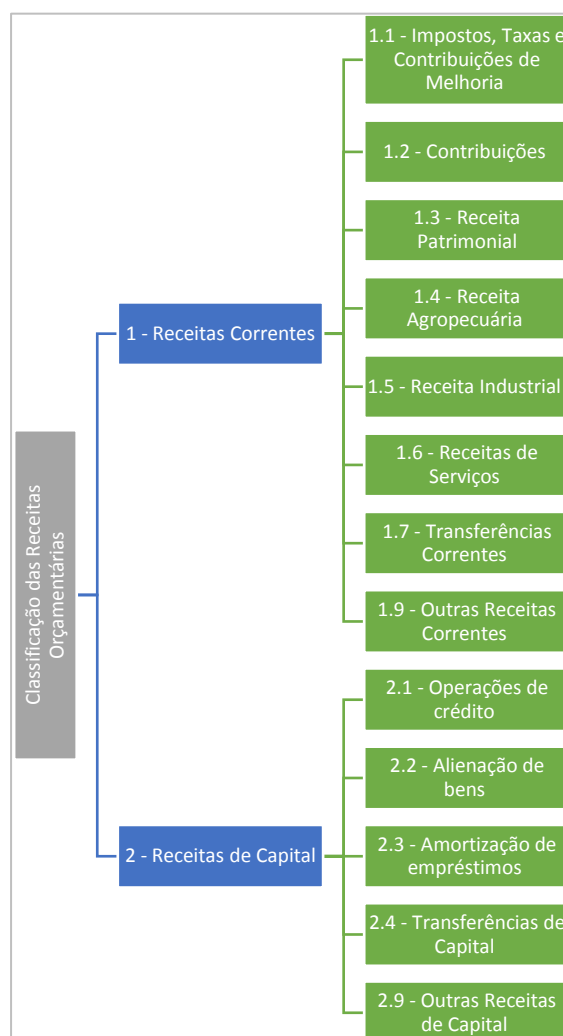 Classificação das Receitas
Orçamentárias
1 - Receitas Correntes
1.1 - Impostos, Taxas e
Contribuições de
Melhoria
1.2 - Contribuições
1.3 - Receita
Patrimonial
1.4 - Receita
Agropecuária
1.5 - Receita Industrial
1.6 - Receitas de
Serviços
1.7 - Transferências
Correntes
1.9 - Outras Receitas
Correntes
2 - Receitas de Capital
2.1 - Operações de
crédito
2.2 - Alienação de
bens
2.3 - Amortização de
empréstimos
2.4 - Transferências de
Capital
2.9 - Outras Receitas
de Capital